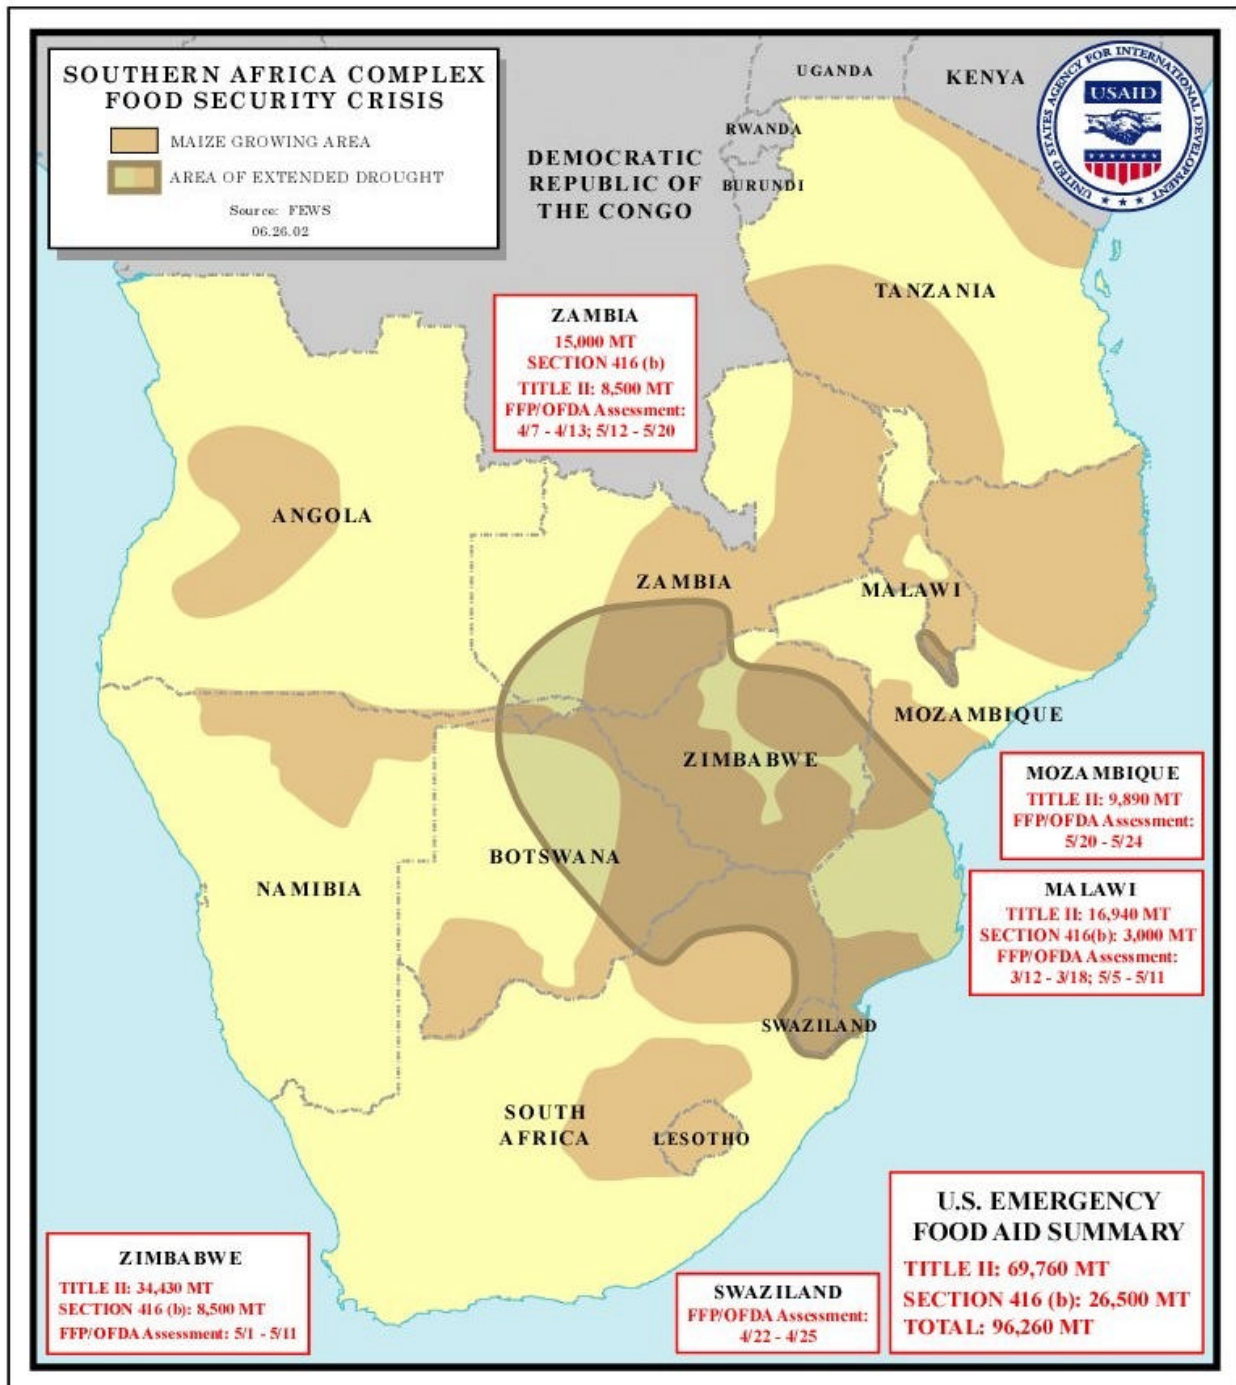 SOUTHERN AFRICA COMPLEX
FOOD SECURITY CRISIS
MAIZE GROWING AREA
AREA OF EXTENDED DROUGHT
Source: FEWS
06.26.02
UGANDA
KENYA
RWANDA
BURUNDI
DEMOCRATIC
REPUBLIC OF
THE CONGO
UNITED STATES AGENCY FOR INTERNATIONAL DEVELOPMENT
USAID
TANZANIA
ZAMBIA
15,000 MT
SECTION 416 (b)
TITLE II: 8,500 MT
FFP/OFDA Assessment:
4/7 - 4/13; 5/12 - 5/20
ANGOLA
ZAMBIA
MALAWI
MOZAMBIQUE
ZIMBABWE
BOTSWANA
NAMIBIA
SWAZILAND
SOUTH
AFRICA
LESOTHO
MOZAMBIQUE
TITLE II: 9,890 MT
FFP/OFDA Assessment:
5/20 - 5/24
MALAWI
TITLE II: 16,940 MT
SECTION 416(b): 3,000 MT
FFP/OFDA Assessment:
3/12 - 3/18; 5/5 - 5/11
ZIMBABWE
TITLE II: 34,430 MT
SECTION 416 (b): 8,500 MT
FFP/OFDA Assessment: 5/1 - 5/11
SWAZILAND
FFP/OFDA Assessment:
4/22 - 4/25
U.S. EMERGENCY
FOOD AID SUMMARY
TITLE II: 69,760 MT
SECTION 416 (b): 26,500 MT
TOTAL: 96,260 MT